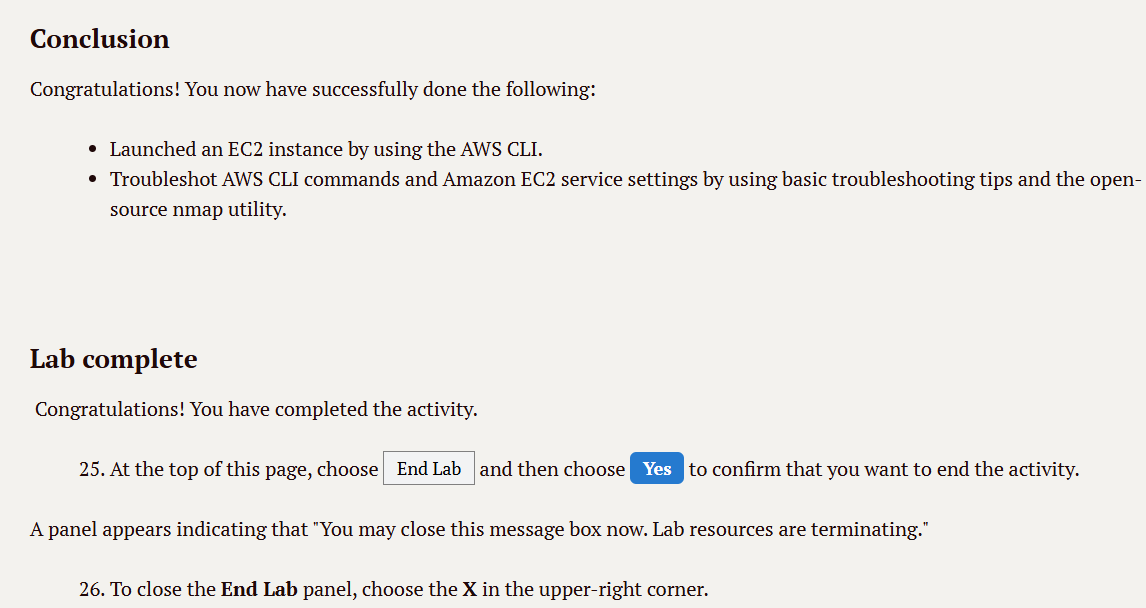 Conclusion
Congratulations! You now have successfully done the following:
• Launched an EC2 instance by using the AWS CLI.
• Troubleshot AWS CLI commands and Amazon EC2 service settings by using basic troubleshooting tips and the open-
source nmap utility.
Lab complete
Congratulations! You have completed the activity.
25. At the top of this page, choose End Lab and then choose Yes to confirm that you want to end the activity.
A panel appears indicating that "You may close this message box now. Lab resources are terminating."
26. To close the End Lab panel, choose the X in the upper-right corner.